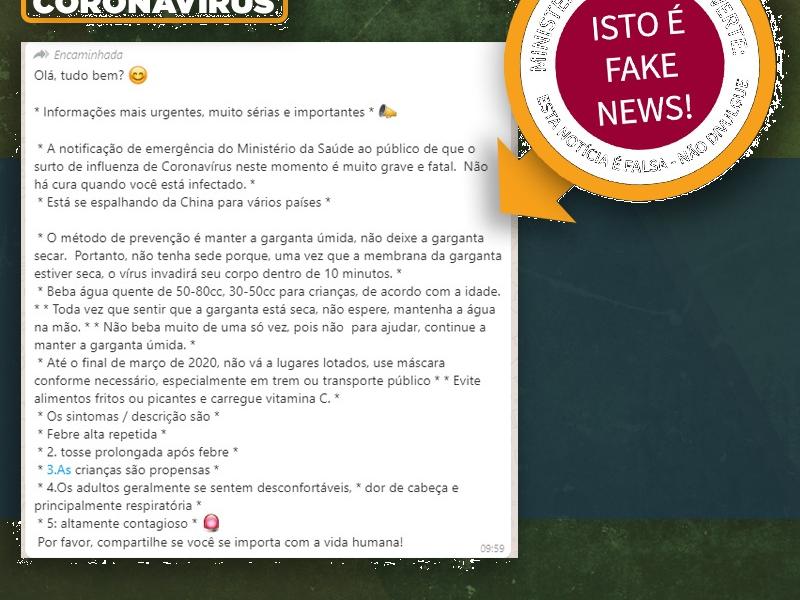 CORONAVÍRUS
Encaminhada
Olá, tudo bem? 😊
* Informações mais urgentes, muito sérias e importantes * 📣
* A notificação de emergência do Ministério da Saúde ao público de que o
surto de influenza de Coronavírus neste momento é muito grave e fatal.  Não
há cura quando você está infectado. *
* Está se espalhando da China para vários países *
* O método de prevenção é manter a garganta úmida, não deixe a garganta
secar.  Portanto, não tenha sede porque, uma vez que a membrana da garganta
estiver seca, o vírus invadirá seu corpo dentro de 10 minutos. *
* Beba água quente de 50-80cc, 30-50cc para crianças, de acordo com a idade.
* * Toda vez que sentir que a garganta está seca, não espere, mantenha a água
na mão. * * Não beba muito de uma só vez, pois não  para ajudar, continue a
manter a garganta úmida. *
* Até o final de março de 2020, não vá a lugares lotados, use máscara
conforme necessário, especialmente em trem ou transporte público * * Evite
alimentos fritos ou picantes e carregue vitamina C. *
* Os sintomas / descrição são *
* Febre alta repetida *
* 2. tosse prolongada após febre *
* 3.As crianças são propensas *
* 4.Os adultos geralmente se sentem desconfortáveis, * dor de cabeça e
principalmente respiratória *
* 5: altamente contagioso * 🚨
Por favor, compartilhe se você se importa com a vida humana!
09:59
ISTO É
FAKE
NEWS!
ESTA NOTÍCIA É FALSA - NÃO DIVULGUE